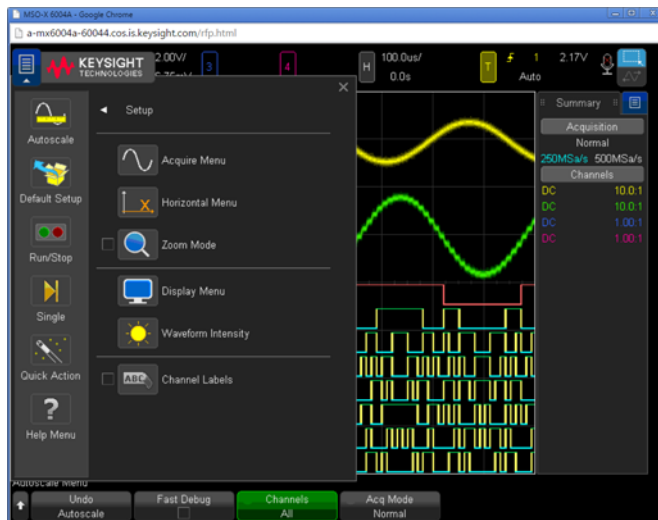 MSO-X 6004A - Google Chrome
a-mx6004a-60044.cos.is.keysight.com/rfp.html
KEYSIGHT
TECHNOLOGIES
2.00V/
3
4
H
100.0us/
0.0s
T
1
2.17V
Auto
Setup
Summary
Autoscale
Default Setup
Run/Stop
Single
Quick Action
?
Help Menu
Acquire Menu
X
Horizontal Menu
Zoom Mode
Display Menu
Waveform Intensity
ABC
Channel Labels
Acquisition
Normal
250MSa/s 500MSa/s
Channels
DC 10.0:1
DC 10.0:1
DC 1.00:1
DC 1.00:1
Autoscale Menu
Undo
Autoscale
Fast Debug
Channels
All
Acq Mode
Normal